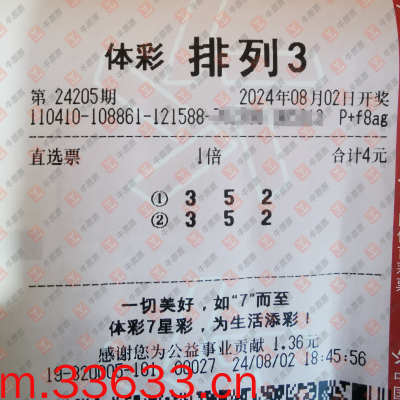 体彩 排列3
第 24205期 2024年08月02日开奖
110410-108861-121588- P+f8ag
直选票 1倍 合计4元
① 3 5 2
② 3 5 2
一切美好，如“7”而至
体彩7星彩，为生活添彩！
感谢您为公益事业贡献 1.36元
19-320005-101 00027 24/08/02 18:45:56
m.33633.cn